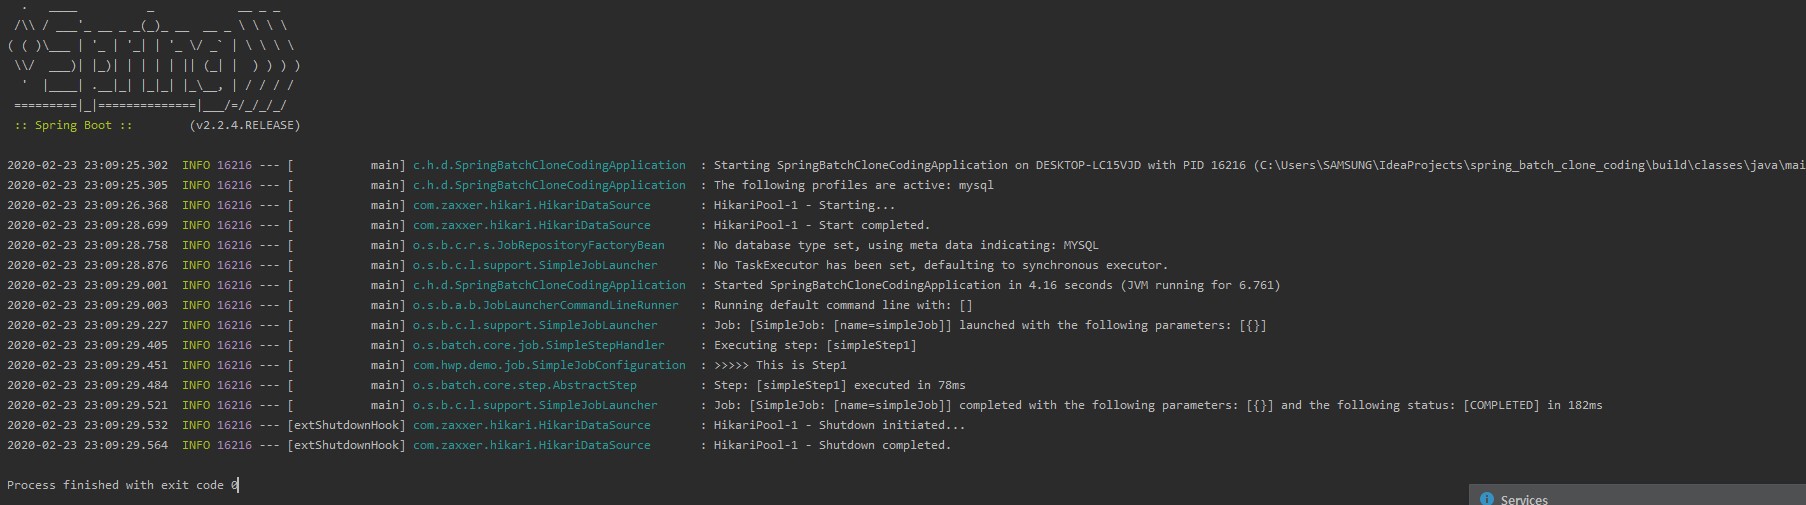 .   ____          _            __ _ _
 /\\ / ___'_ __ _ _(_)_ __  __ _ \ \ \ \
( ( )\___ | '_ | '_| | '_ \/ _` | \ \ \ \
 \\/  ___)| |_)| | | | | || (_| |  ) ) ) )
  '  |____| .__|_| |_|_| |_\__, | / / / /
 =========|_|==============|___/=/_/_/_/
 :: Spring Boot ::        (v2.2.4.RELEASE)
2020-02-23 23:09:25.302  INFO 16216 --- [           main] c.h.d.SpringBatchCloneCodingApplication  : Starting SpringBatchCloneCodingApplication on DESKTOP-LC15VJD with PID 16216 (C:\Users\SAMSUNG\IdeaProjects\spring_batch_clone_coding\build\classes\java\mai
2020-02-23 23:09:25.305  INFO 16216 --- [           main] c.h.d.SpringBatchCloneCodingApplication  : The following profiles are active: mysql
2020-02-23 23:09:26.368  INFO 16216 --- [           main] com.zaxxer.hikari.HikariDataSource       : HikariPool-1 - Starting...
2020-02-23 23:09:28.699  INFO 16216 --- [           main] com.zaxxer.hikari.HikariDataSource       : HikariPool-1 - Start completed.
2020-02-23 23:09:28.758  INFO 16216 --- [           main] o.s.b.c.r.s.JobRepositoryFactoryBean     : No database type set, using meta data indicating: MYSQL
2020-02-23 23:09:28.876  INFO 16216 --- [           main] o.s.b.c.l.support.SimpleJobLauncher      : No TaskExecutor has been set, defaulting to synchronous executor.
2020-02-23 23:09:29.001  INFO 16216 --- [           main] c.h.d.SpringBatchCloneCodingApplication  : Started SpringBatchCloneCodingApplication in 4.16 seconds (JVM running for 6.761)
2020-02-23 23:09:29.003  INFO 16216 --- [           main] o.s.b.a.b.JobLauncherCommandLineRunner   : Running default command line with: []
2020-02-23 23:09:29.227  INFO 16216 --- [           main] o.s.b.c.l.support.SimpleJobLauncher      : Job: [SimpleJob: [name=simpleJob]] launched with the following parameters: [{}]
2020-02-23 23:09:29.405  INFO 16216 --- [           main] o.s.batch.core.job.SimpleStepHandler     : Executing step: [simpleStep1]
2020-02-23 23:09:29.451  INFO 16216 --- [           main] com.hwp.demo.job.SimpleJobConfiguration  : >>>>> This is Step1
2020-02-23 23:09:29.484  INFO 16216 --- [           main] o.s.batch.core.step.AbstractStep         : Step: [simpleStep1] executed in 78ms
2020-02-23 23:09:29.521  INFO 16216 --- [           main] o.s.b.c.l.support.SimpleJobLauncher      : Job: [SimpleJob: [name=simpleJob]] completed with the following parameters: [{}] and the following status: [COMPLETED] in 182ms
2020-02-23 23:09:29.532  INFO 16216 --- [extShutdownHook] com.zaxxer.hikari.HikariDataSource       : HikariPool-1 - Shutdown initiated...
2020-02-23 23:09:29.564  INFO 16216 --- [extShutdownHook] com.zaxxer.hikari.HikariDataSource       : HikariPool-1 - Shutdown completed.
Process finished with exit code 0
Services